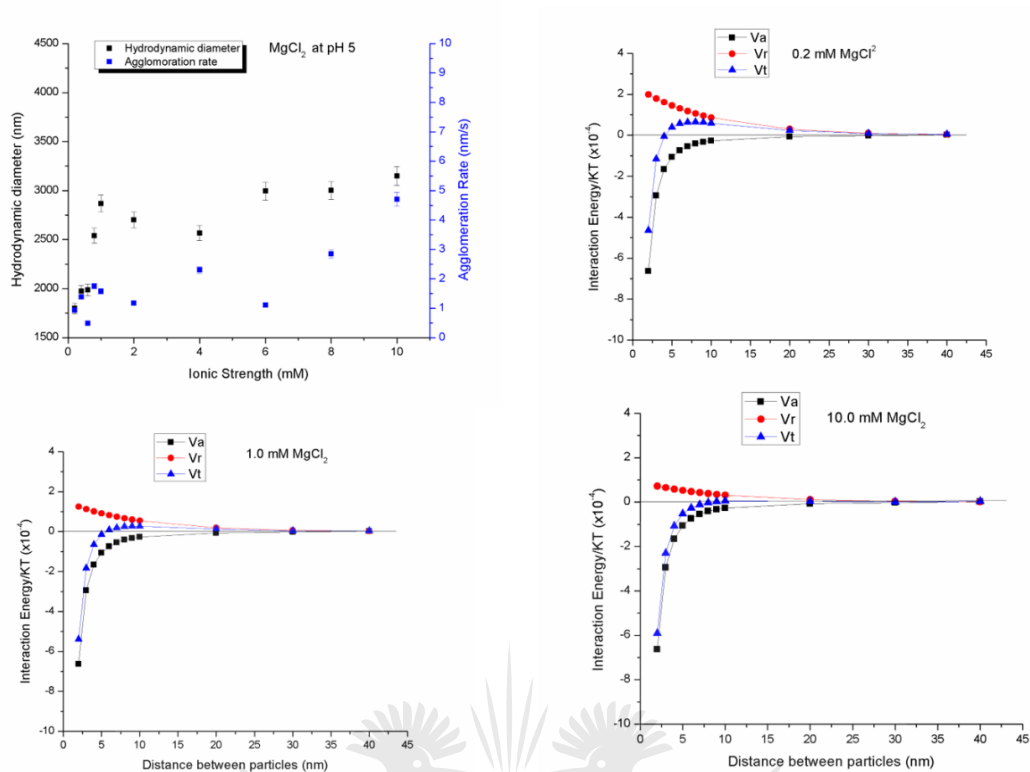 Hydrodynamic diameter
Agglomoration rate
MgCl₂ at pH 5
4500
4000
3500
3000
2500
2000
1500
10
9
8
7
6
5
4
3
2
1
0
0 2 4 6 8 10
Hydrodynamic diameter (nm)
Agglomeration Rate (nm/s)
Ionic Strength (mM)
Va
Vr
Vt
0.2 mM MgCl²
4
2
0
-2
-4
-6
-8
-10
0 5 10 15 20 25 30 35 40 45
Interaction Energy/KT (x10⁻⁴)
Distance between particles (nm)
Va
Vr
Vt
1.0 mM MgCl₂
4
2
0
-2
-4
-6
-8
-10
0 5 10 15 20 25 30 35 40 45
Interaction Energy/KT (x10⁻⁴)
Distance between particles (nm)
Va
Vr
Vt
10.0 mM MgCl₂
4
2
0
-2
-4
-6
-8
-10
0 5 10 15 20 25 30 35 40 45
Interaction Energy/KT (x10⁻⁴)
Distance between particles (nm)